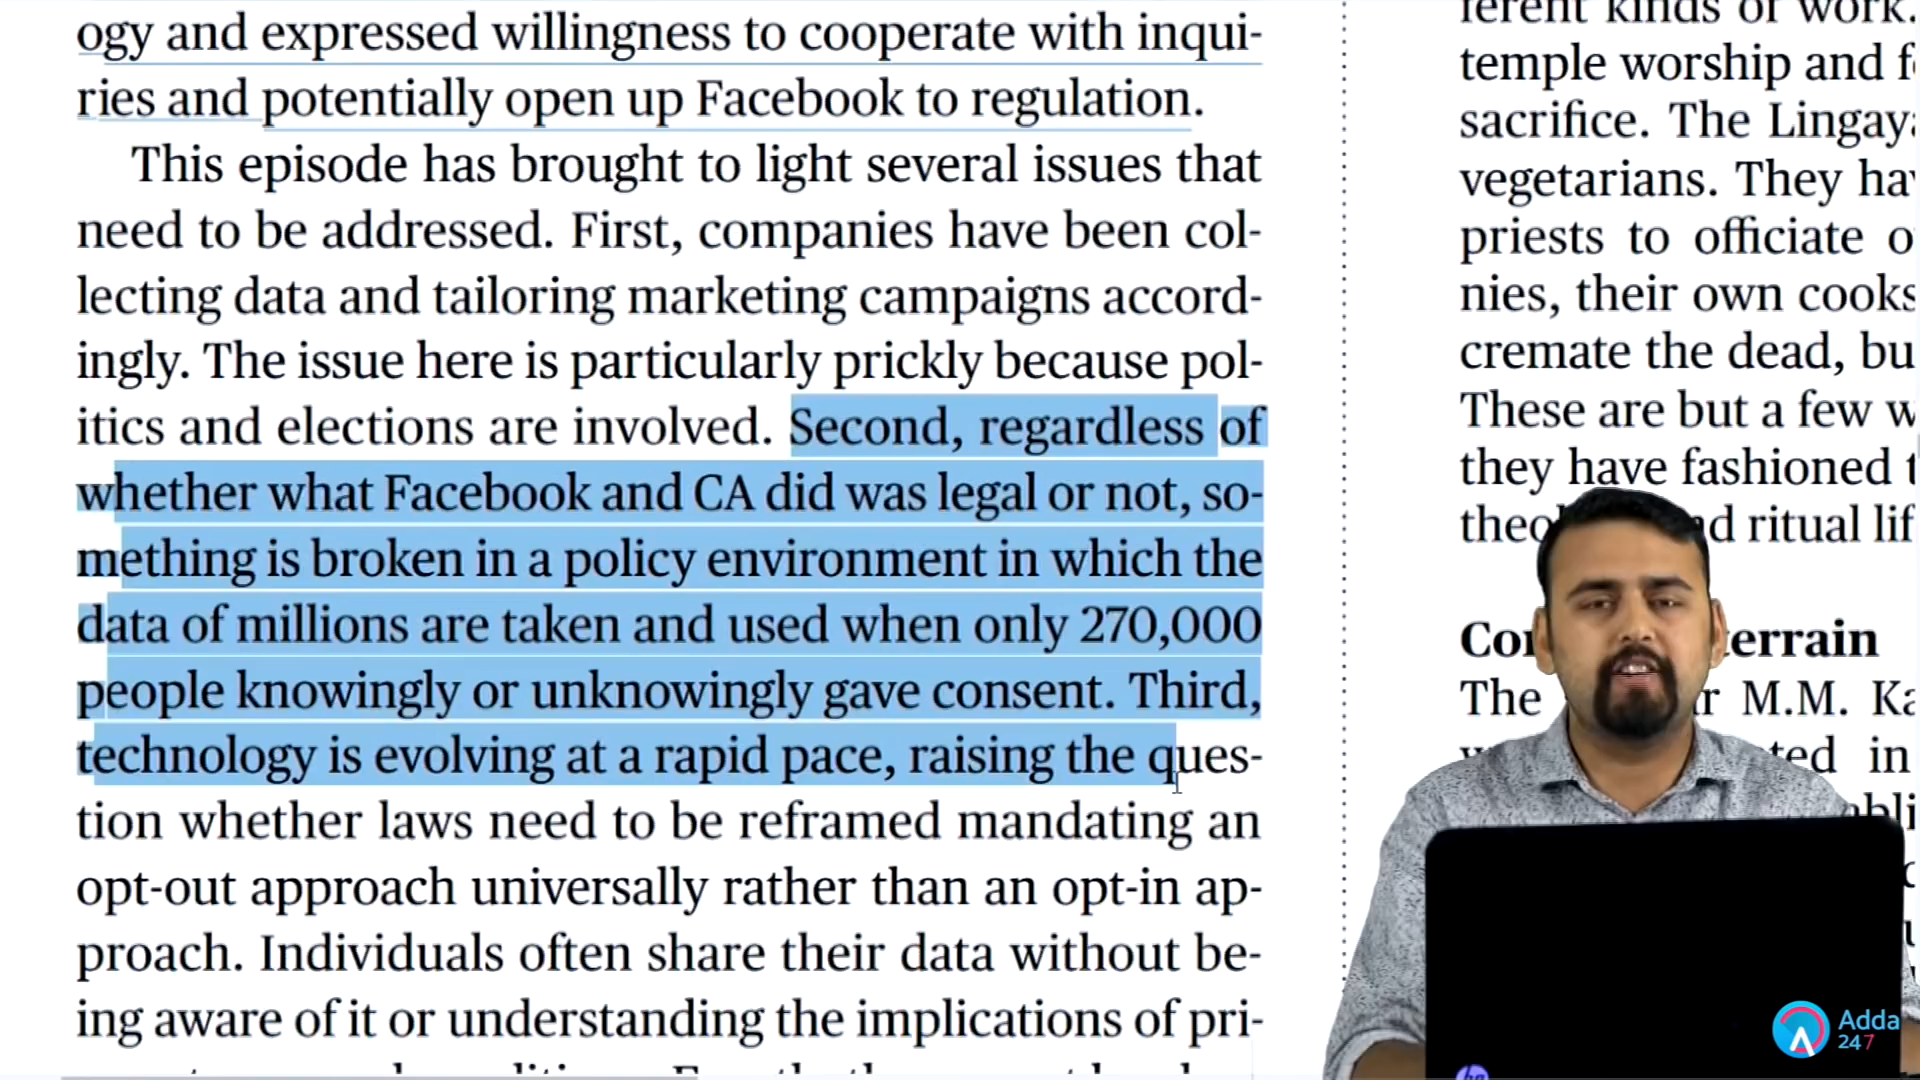 ogy and expressed willingness to cooperate with inqui-
ries and potentially open up Facebook to regulation.
This episode has brought to light several issues that
need to be addressed. First, companies have been col-
lecting data and tailoring marketing campaigns accord-
ingly. The issue here is particularly prickly because pol-
itics and elections are involved. Second, regardless of
whether what Facebook and CA did was legal or not, so-
mething is broken in a policy environment in which the
data of millions are taken and used when only 270,000
people knowingly or unknowingly gave consent. Third,
technology is evolving at a rapid pace, raising the ques-
tion whether laws need to be reframed mandating an
opt-out approach universally rather than an opt-in ap-
proach. Individuals often share their data without be-
ing aware of it or understanding the implications of pri-
ferent kinds of work.
temple worship and
sacrifice. The
vegetarians. They
priests to officiate
nies, their own cooks
cremate the dead,
These are but a few
they have fashioned
and ritual
The M.M.
in
hp
Adda
247